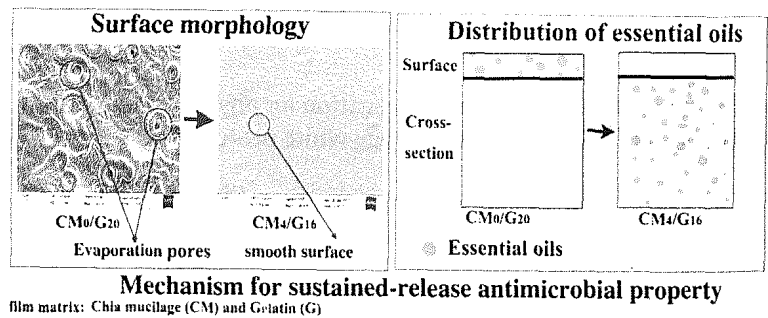 Surface morphology
CM0/G20
CM4/G16
Evaporation pores
smooth surface
Distribution of essential oils
Surface
Cross-
section
CM0/G20
CM4/G16
Essential oils
Mechanism for sustained-release antimicrobial property
film matrix: Chia mucilage (CM) and Gelatin (G)